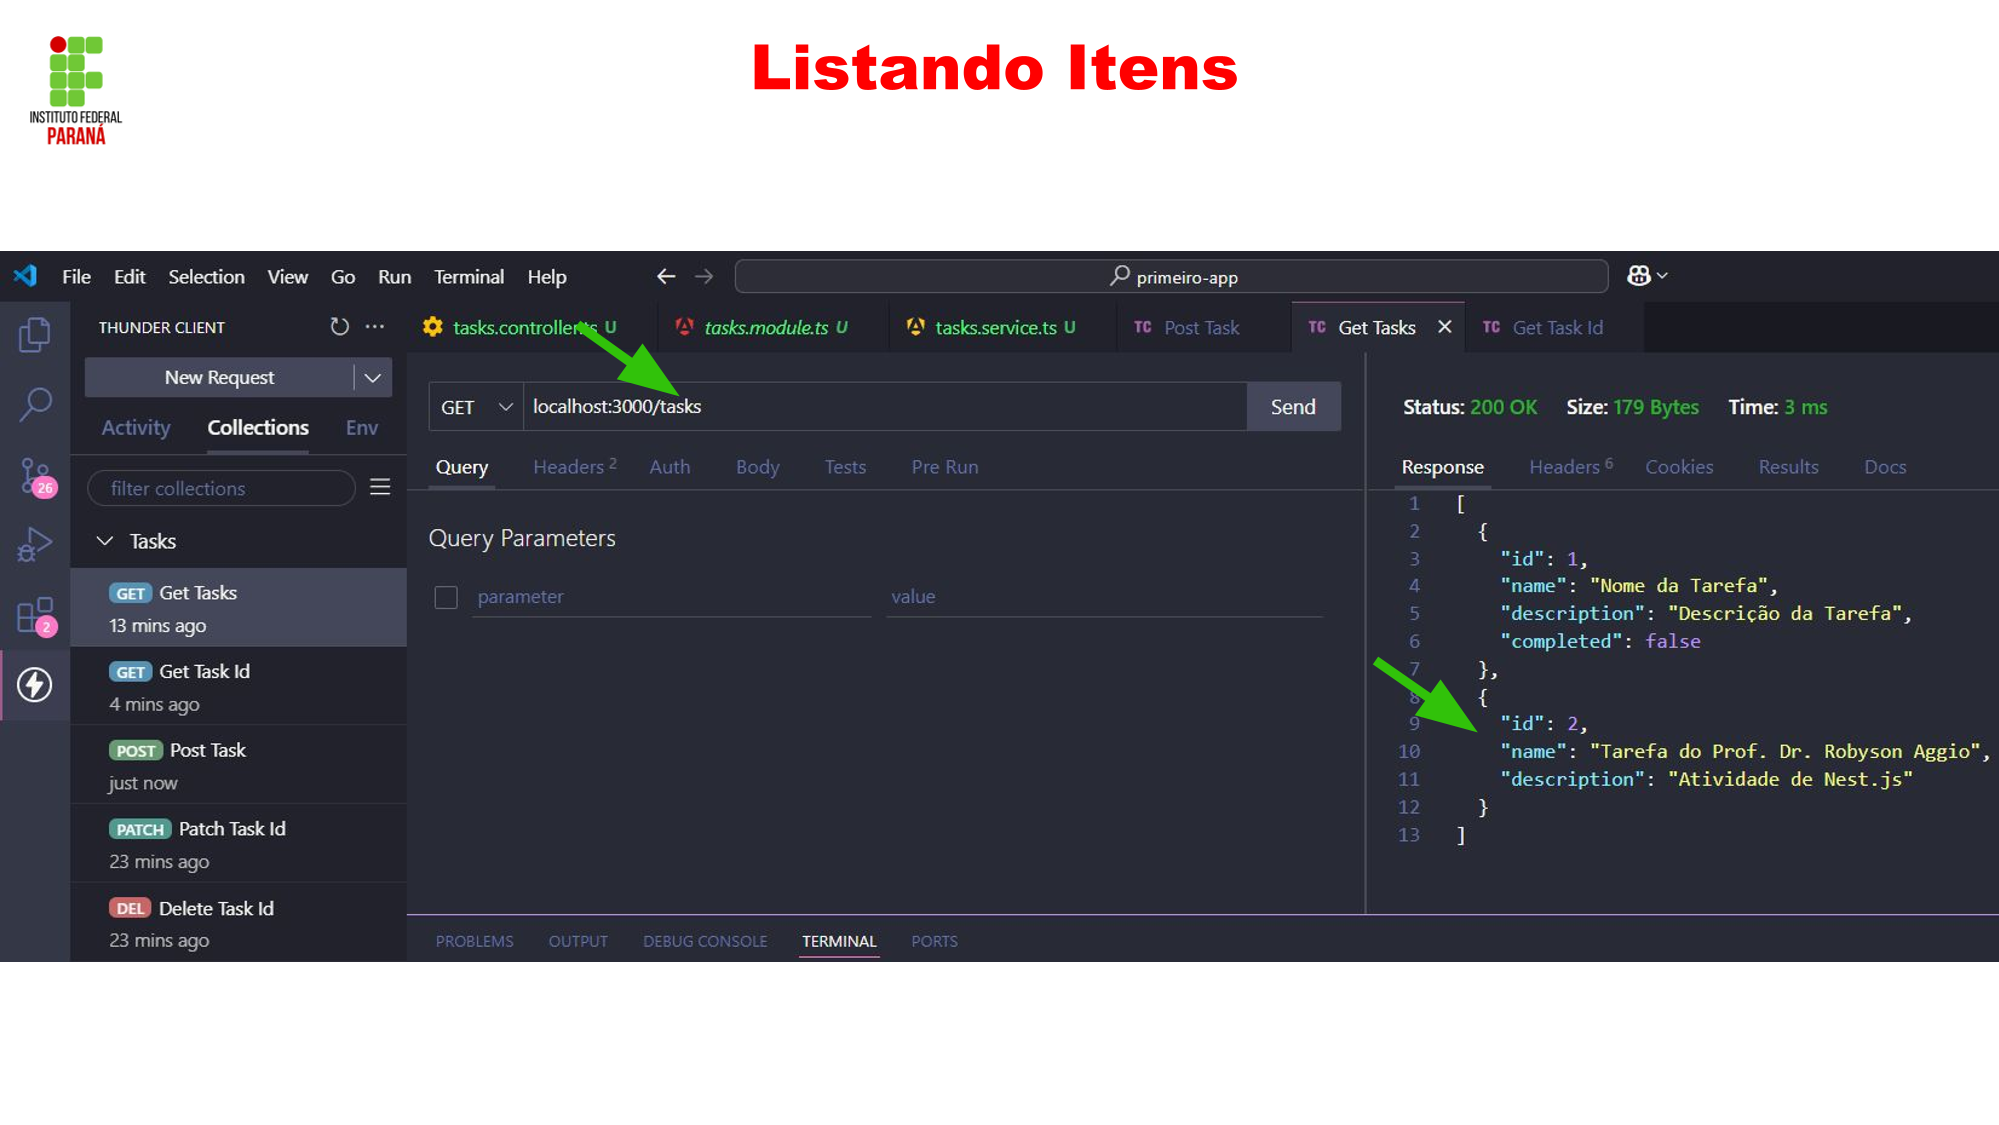 INSTITUTO FEDERAL
PARANÁ
Listando Itens
File Edit Selection View Go Run Terminal Help
primeiro-app
THUNDER CLIENT
tasks.controller.ts U
tasks.module.ts U
tasks.service.ts U
TC Post Task
TC Get Tasks
TC Get Task Id
New Request
Activity Collections Env
filter collections
Tasks
GET Get Tasks
13 mins ago
GET Get Task Id
4 mins ago
POST Post Task
just now
PATCH Patch Task Id
23 mins ago
DEL Delete Task Id
23 mins ago
26
2
GET localhost:3000/tasks Send
Query Headers 2 Auth Body Tests Pre Run
Query Parameters
parameter value
Status: 200 OK Size: 179 Bytes Time: 3 ms
Response Headers 6 Cookies Results Docs
1 [
2 {
3 "id": 1,
4 "name": "Nome da Tarefa",
5 "description": "Descrição da Tarefa",
6 "completed": false
7 },
8 {
9 "id": 2,
10 "name": "Tarefa do Prof. Dr. Robyson Aggio",
11 "description": "Atividade de Nest.js"
12 }
13 ]
PROBLEMS OUTPUT DEBUG CONSOLE TERMINAL PORTS